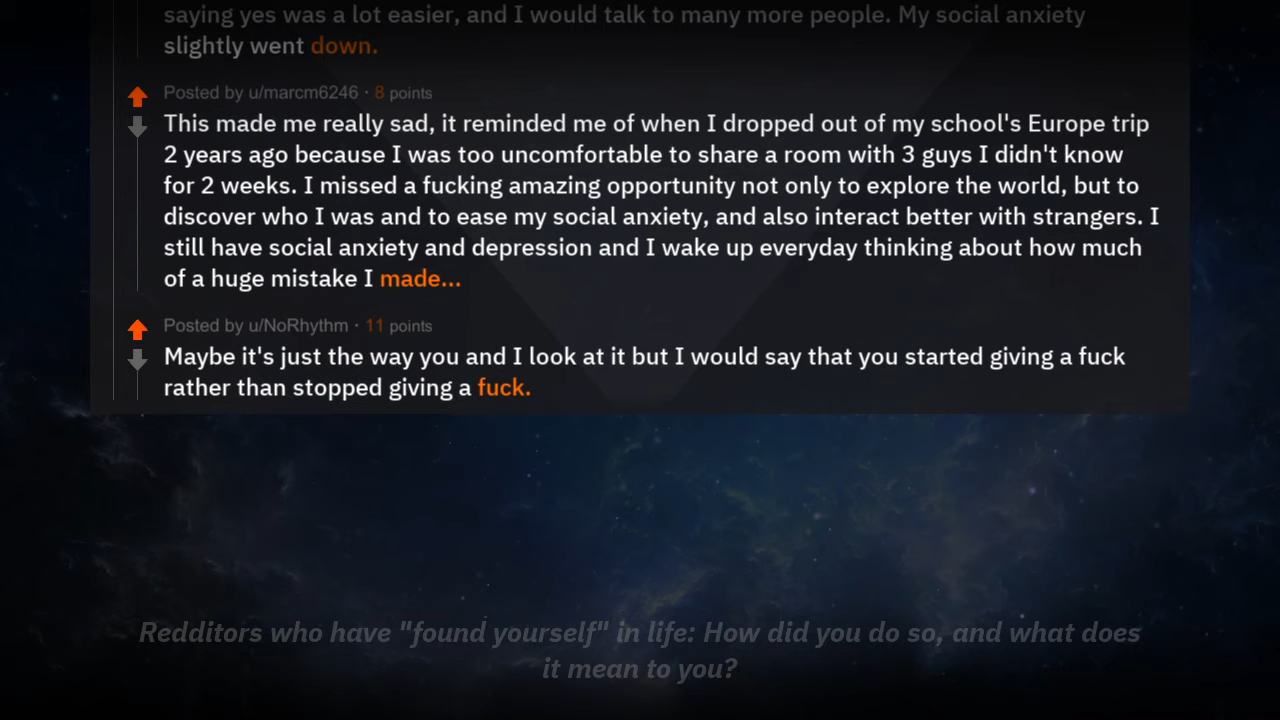 saying yes was a lot easier, and I would talk to many more people. My social anxiety
slightly went down.
Posted by u/marcm6246 · 8 points
This made me really sad, it reminded me of when I dropped out of my school's Europe trip
2 years ago because I was too uncomfortable to share a room with 3 guys I didn't know
for 2 weeks. I missed a fucking amazing opportunity not only to explore the world, but to
discover who I was and to ease my social anxiety, and also interact better with strangers. I
still have social anxiety and depression and I wake up everyday thinking about how much
of a huge mistake I made...
Posted by u/NoRhythm · 11 points
Maybe it's just the way you and I look at it but I would say that you started giving a fuck
rather than stopped giving a fuck.
Redditors who have "found yourself" in life: How did you do so, and what does
it mean to you?